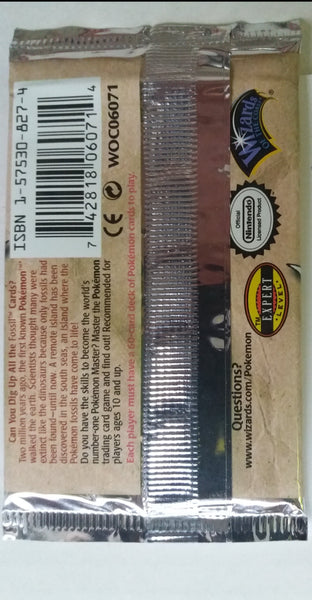 ISBN 1-57530-827-4
7 42818 06071 4
CE WOC06071
Can You Dig Up All the Fossil™ Cards?
Two million years ago, the first known Pokémon
walked the earth. Scientists thought many were
extinct like the dinosaurs because only fossils had
been found—until now. A remote island has been
discovered in the south seas, an island where the
Pokémon fossils have come to life!
Do you have the skills to become the world's
number-one Pokémon Master? Master the Pokémon
trading card game and find out! Recommended for
players ages 10 and up.
Each player must have a 60-card deck of Pokémon cards to play.
Wizards
OF THE COAST
Official
Nintendo
Licensed Product
EXPERT
LEVEL
Questions?
www.wizards.com/Pokemon